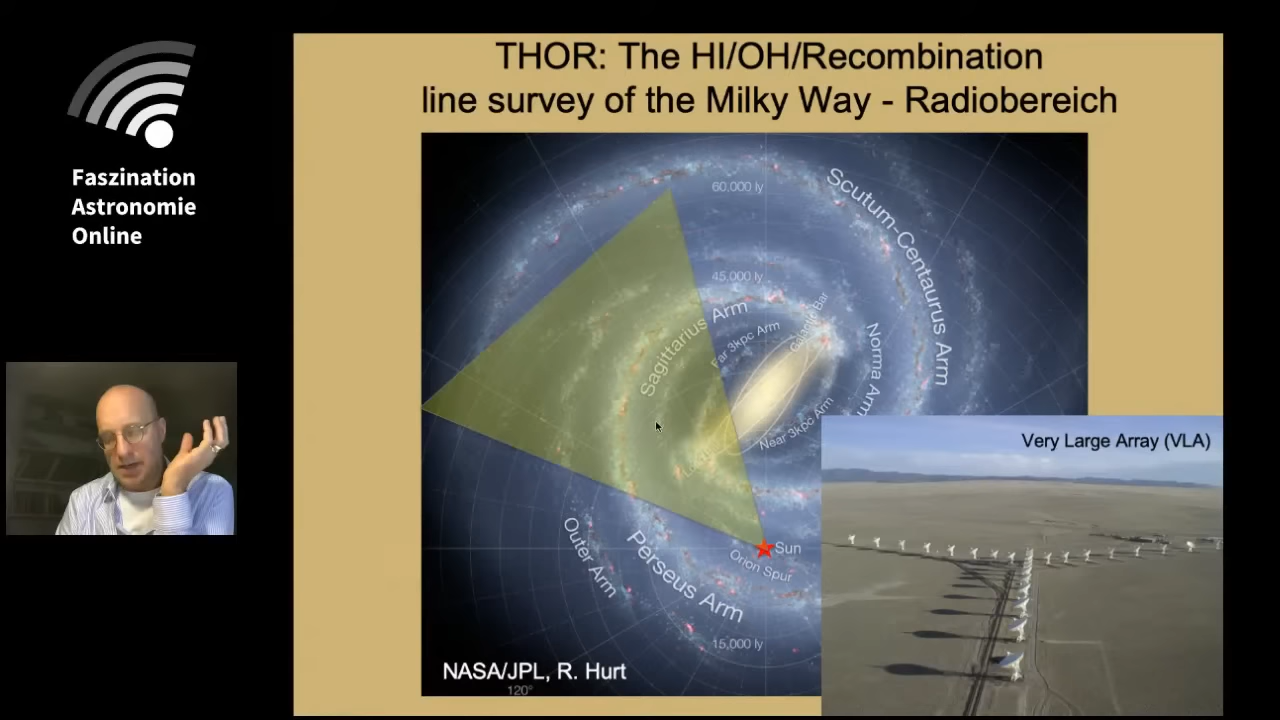 Faszination
Astronomie
Online
THOR: The HI/OH/Recombination
line survey of the Milky Way - Radiobereich
60,000 ly
Scutum-Centaurus Arm
45,000 ly
Sagittarius Arm
Far 3kpc Arm
Galactic Bar
Norma Arm
Near 3kpc Arm
Very Large Array (VLA)
Sun
Orion Spur
Outer Arm
Perseus Arm
15,000 ly
NASA/JPL, R. Hurt
120°